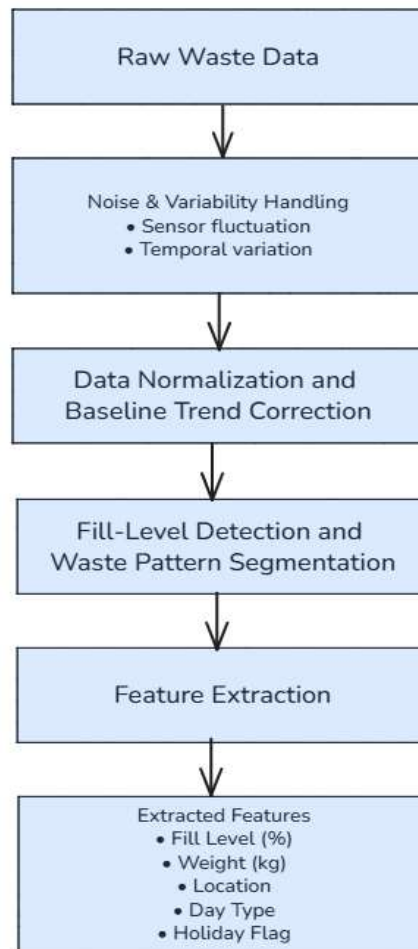 Raw Waste Data
Noise & Variability Handling
• Sensor fluctuation
• Temporal variation
Data Normalization and
Baseline Trend Correction
Fill-Level Detection and
Waste Pattern Segmentation
Feature Extraction
Extracted Features
• Fill Level (%)
• Weight (kg)
• Location
• Day Type
• Holiday Flag